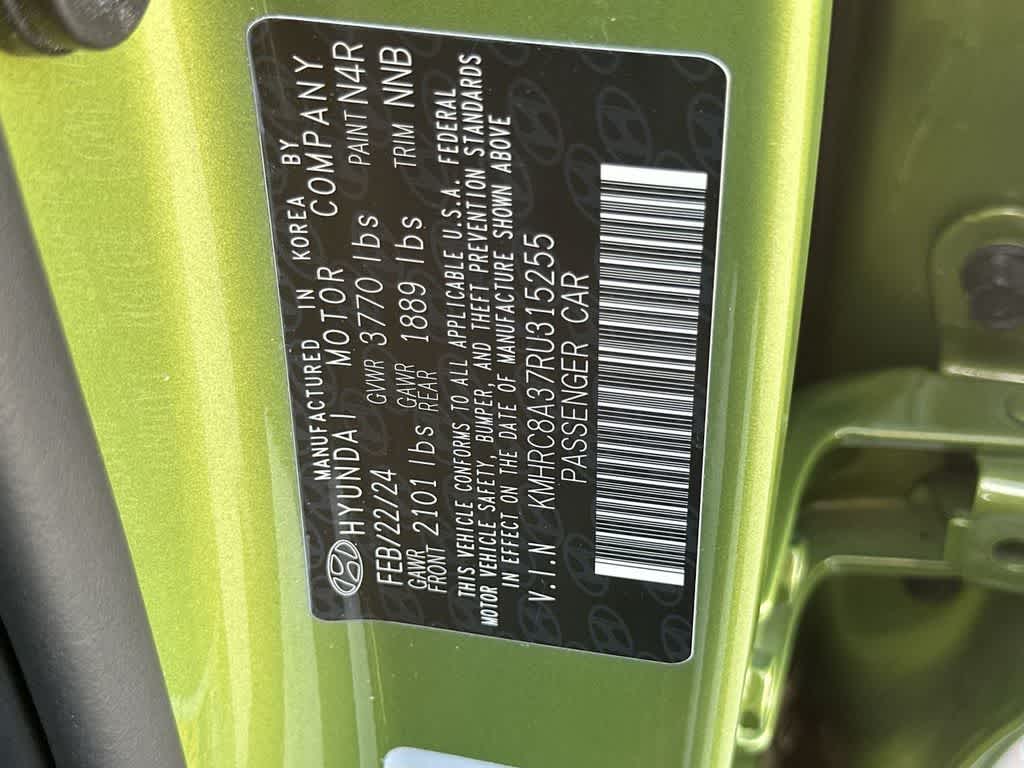 MANUFACTURED IN KOREA BY
HYUNDAI MOTOR COMPANY
FEB/22/24 GVWR 3770 lbs PAINT N4R
GAWR FRONT 2101 lbs GAWR REAR 1889 lbs TRIM NNB
THIS VEHICLE CONFORMS TO ALL APPLICABLE U.S.A. FEDERAL
MOTOR VEHICLE SAFETY, BUMPER, AND THEFT PREVENTION STANDARDS
IN EFFECT ON THE DATE OF MANUFACTURE SHOWN ABOVE
V.I.N KMHRC8A37RU315255
PASSENGER CAR